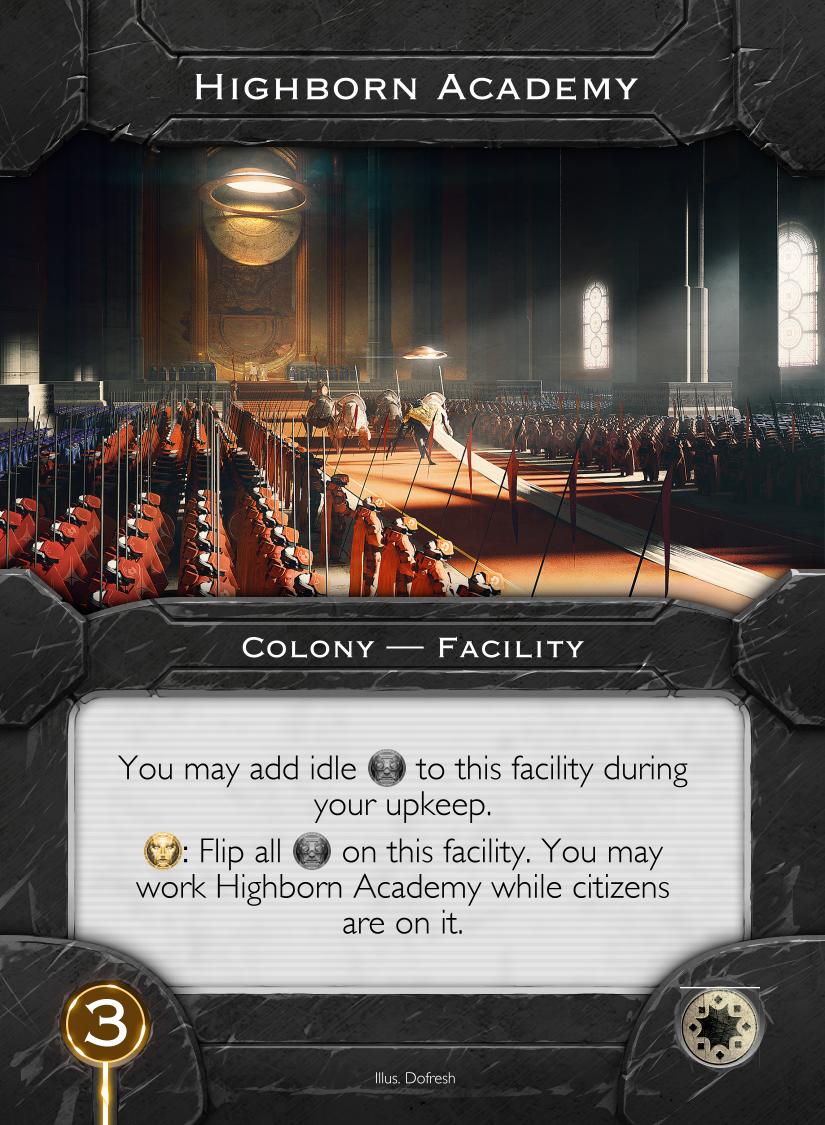 Highborn Academy
Colony — Facility
You may add idle to this facility during
your upkeep.
: Flip all on this facility. You may
work Highborn Academy while citizens
are on it.
3
Illus. Dofresh